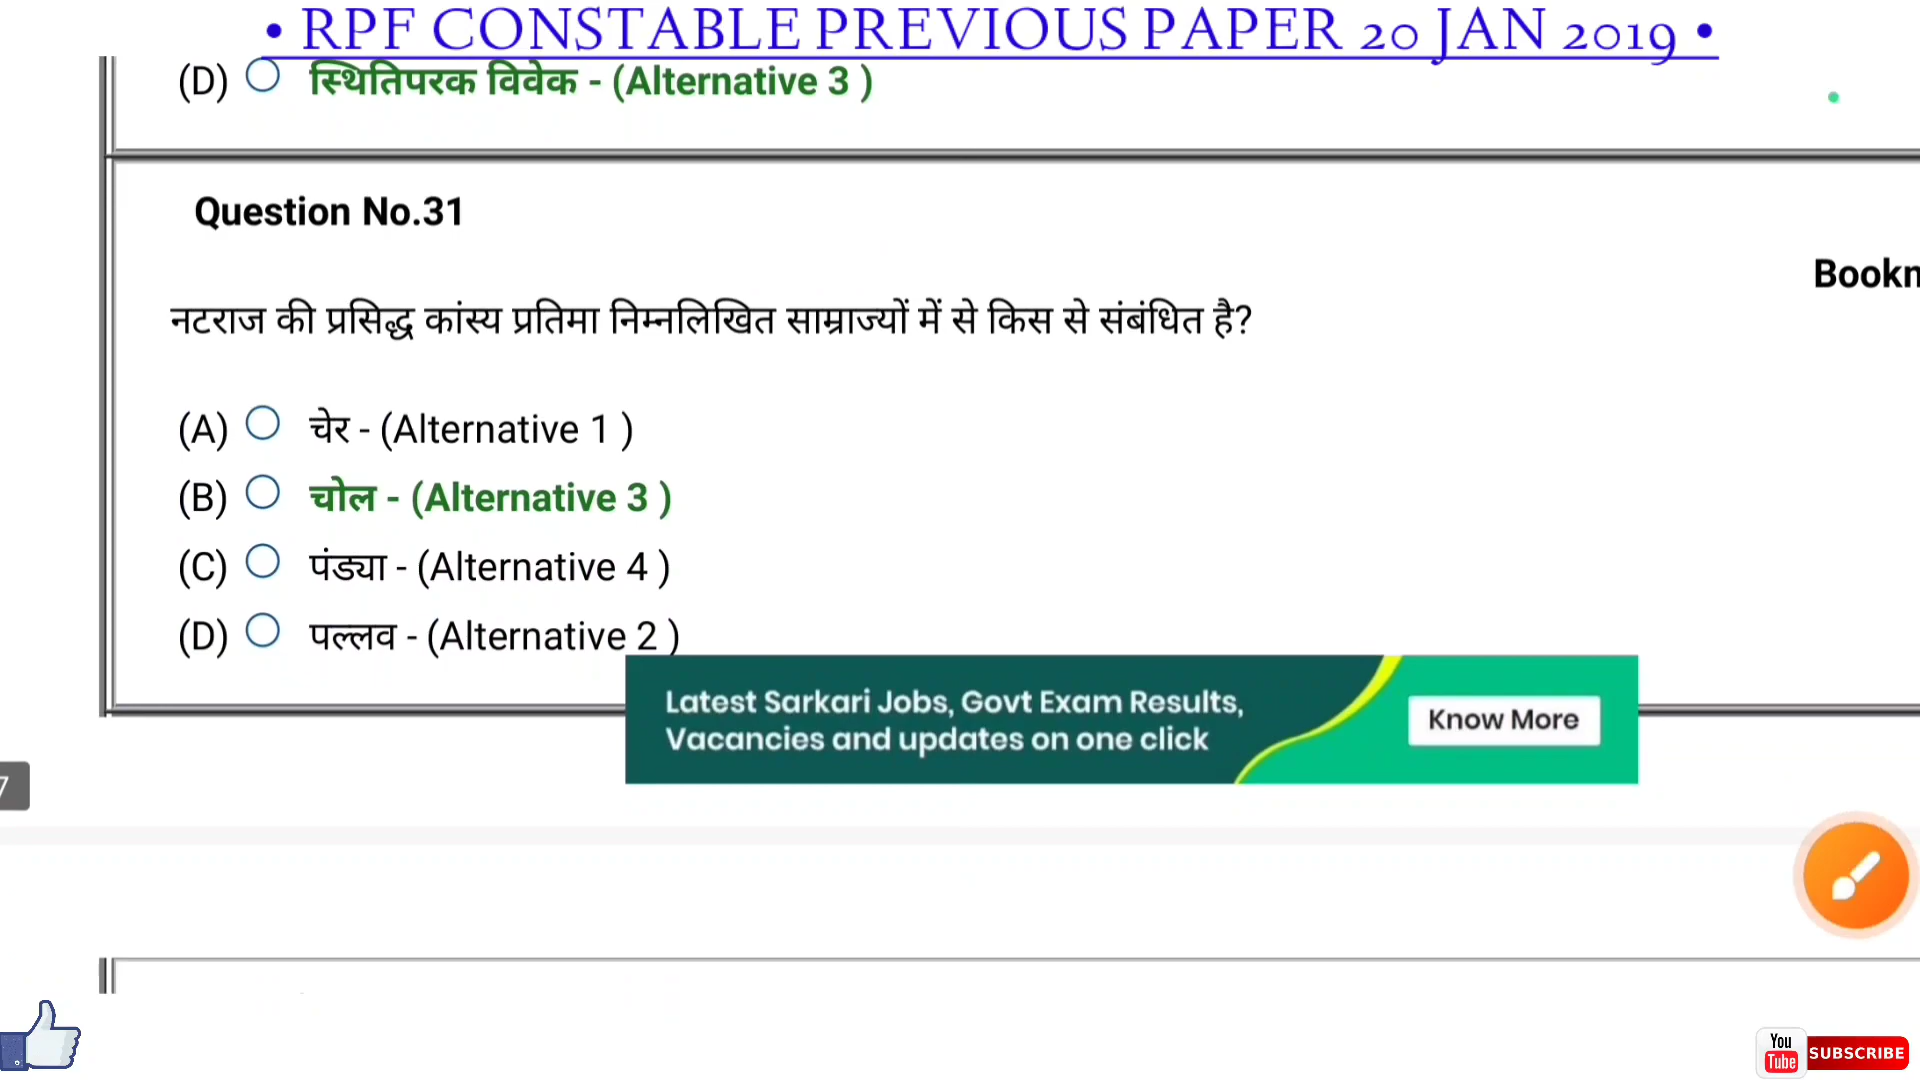 • RPF CONSTABLE PREVIOUS PAPER 20 JAN 2019 •
(D) स्थितिपरक विवेक - (Alternative 3 )
Question No.31
Bookn
नटराज की प्रसिद्ध कांस्य प्रतिमा निम्नलिखित साम्राज्यों में से किस से संबंधित है?
(A) चेर - (Alternative 1 )
(B) चोल - (Alternative 3 )
(C) पंड्या - (Alternative 4 )
(D) पल्लव - (Alternative 2 )
Latest Sarkari Jobs, Govt Exam Results,
Vacancies and updates on one click
Know More
7
You
Tube
SUBSCRIBE